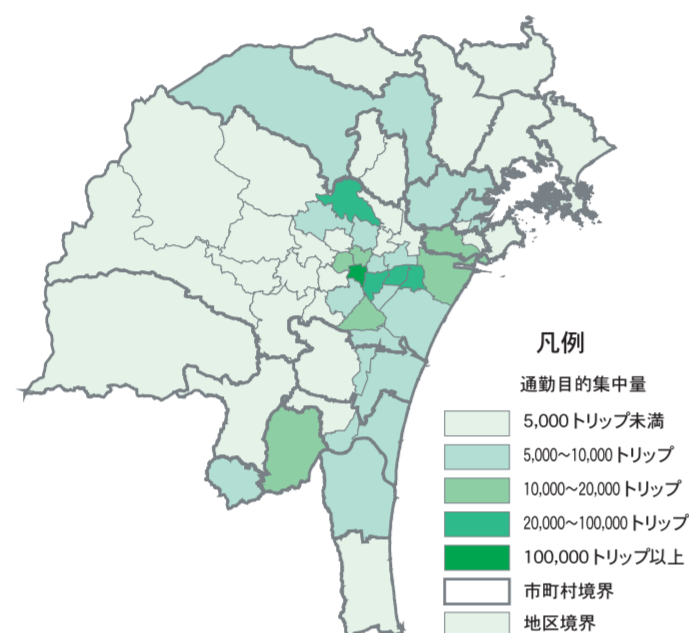 凡例
通勤目的集中量
5,000トリップ未満
5,000～10,000トリップ
10,000～20,000トリップ
20,000～100,000トリップ
100,000トリップ以上
市町村境界
地区境界